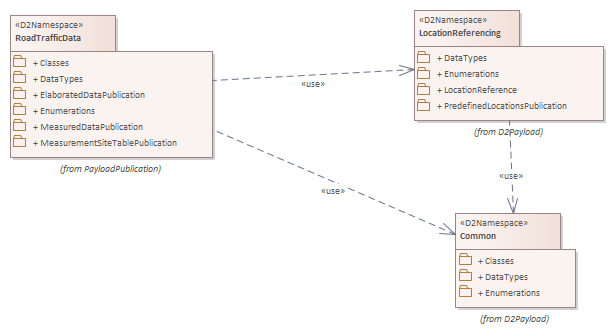 «D2Namespace»
RoadTrafficData
+ Classes
+ DataTypes
+ ElaboratedDataPublication
+ Enumerations
+ MeasuredDataPublication
+ MeasurementSiteTablePublication
(from PayloadPublication)
«use»
«D2Namespace»
LocationReferencing
+ DataTypes
+ Enumerations
+ LocationReference
+ PredefinedLocationsPublication
(from D2Payload)
«use»
«use»
«D2Namespace»
Common
+ Classes
+ DataTypes
+ Enumerations
(from D2Payload)